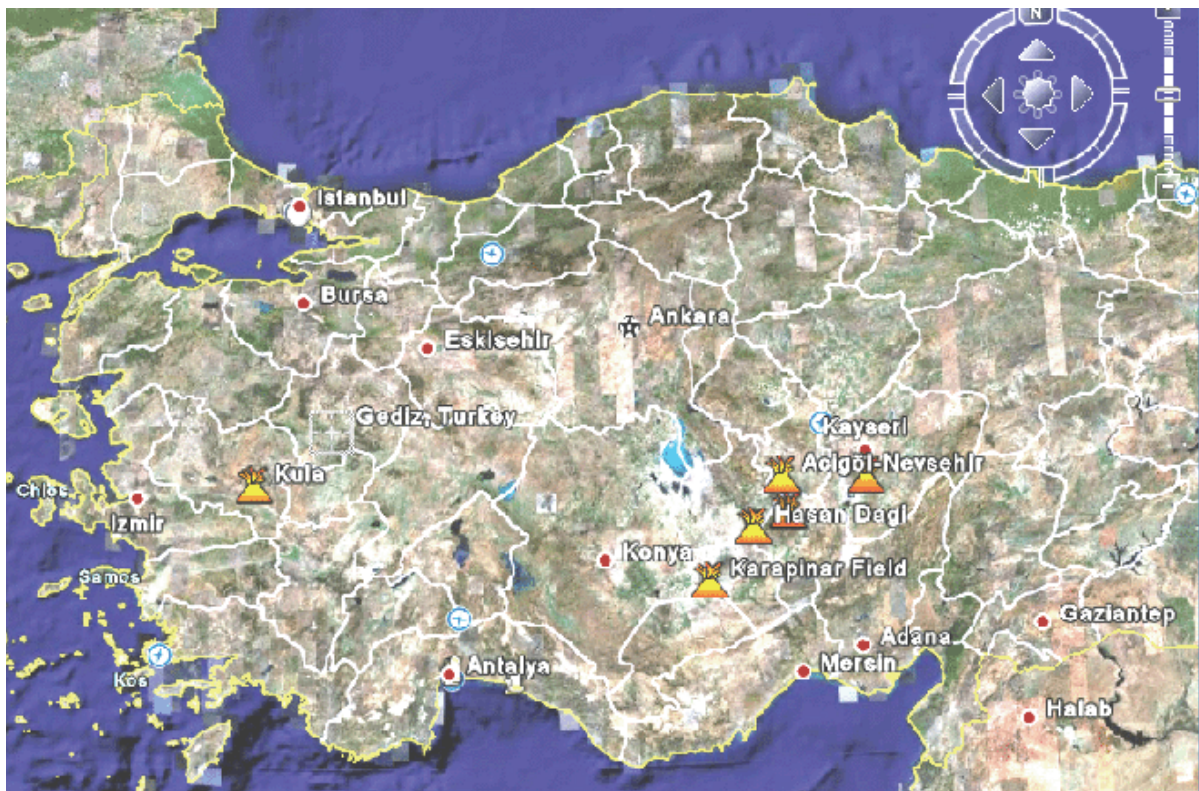 N
Istanbul
Bursa
Ankara
Eskisehir
Gediz, Turkey
Kayseri
Acigöl-Nevsehir
Kula
Chios
Izmir
Hasan Dagi
Konya
Karapinar Field
Samos
Gaziantep
Adana
Antalya
Mersin
Kos
Halab